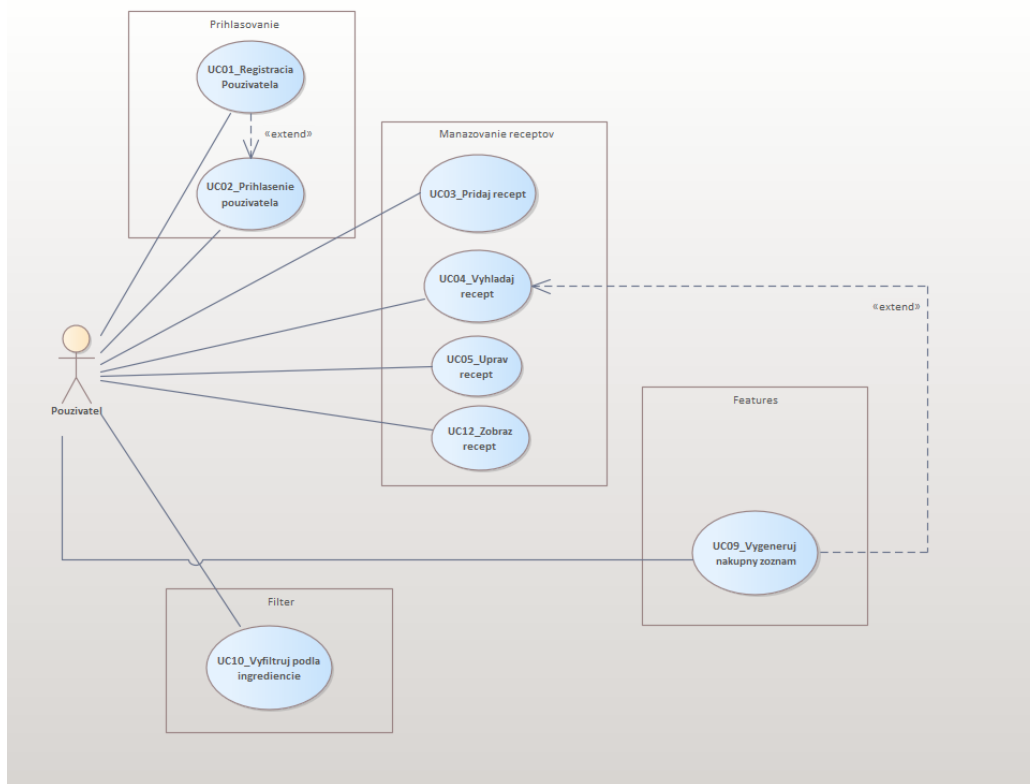 Prihlasovanie
UC01_Registracia
Pouzivatela
«extend»
UC02_Prihlasenie
pouzivatela
Manazovanie receptov
UC03_Pridaj recept
UC04_Vyhladaj
recept
«extend»
UC05_Uprav
recept
UC12_Zobraz
recept
Pouzivatel
Features
UC09_Vygeneruj
nakupny zoznam
Filter
UC10_Vyfiltruj podla
ingrediencie